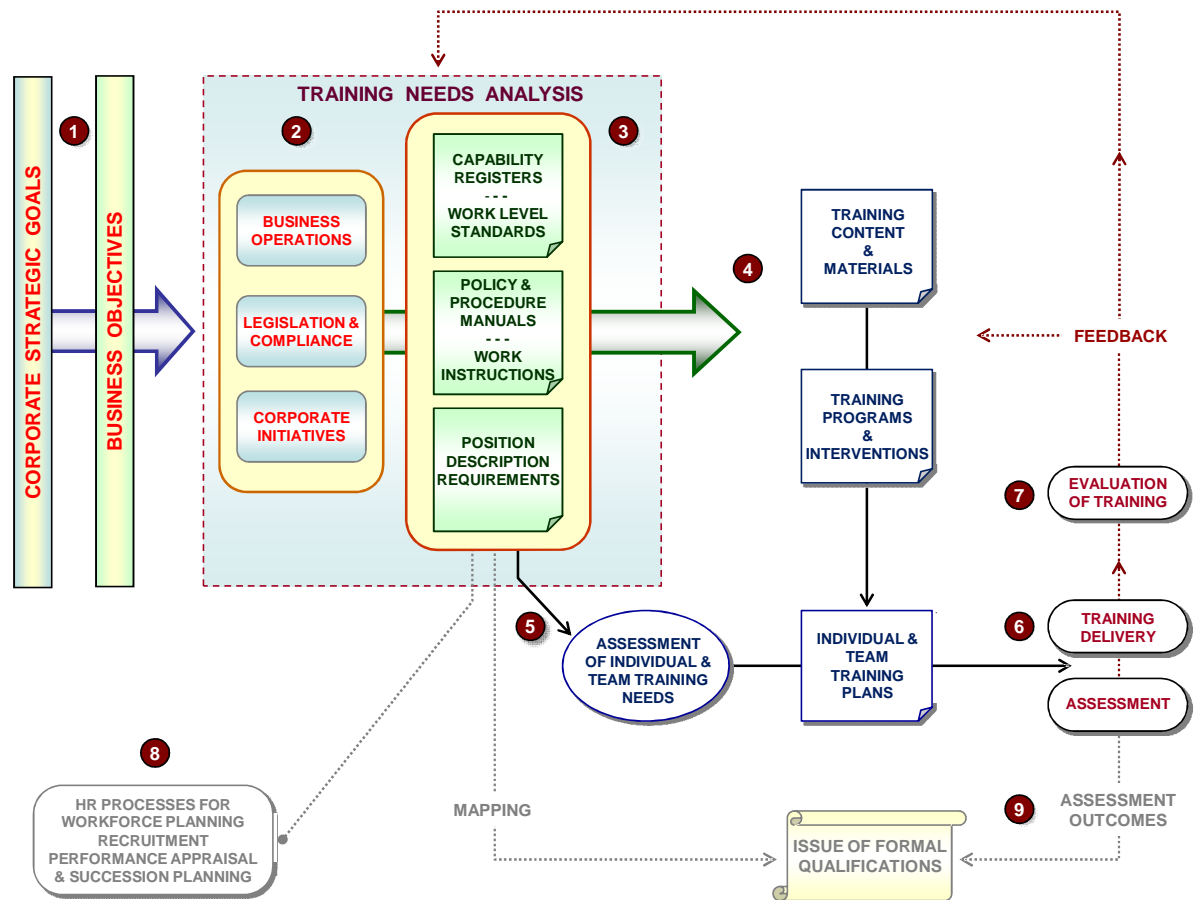 CORPORATE STRATEGIC GOALS
1
BUSINESS OBJECTIVES
TRAINING NEEDS ANALYSIS
2
BUSINESS
OPERATIONS
LEGISLATION &
COMPLIANCE
CORPORATE
INITIATIVES
3
CAPABILITY
REGISTERS
- - -
WORK LEVEL
STANDARDS
POLICY &
PROCEDURE
MANUALS
- - -
WORK
INSTRUCTIONS
POSITION
DESCRIPTION
REQUIREMENTS
4
TRAINING
CONTENT
&
MATERIALS
TRAINING
PROGRAMS
&
INTERVENTIONS
FEEDBACK
7
EVALUATION
OF TRAINING
5
ASSESSMENT
OF INDIVIDUAL &
TEAM TRAINING
NEEDS
INDIVIDUAL &
TEAM
TRAINING
PLANS
6
TRAINING
DELIVERY
ASSESSMENT
8
HR PROCESSES FOR
WORKFORCE PLANNING
RECRUITMENT
PERFORMANCE APPRAISAL
& SUCCESSION PLANNING
MAPPING
ISSUE OF FORMAL
QUALIFICATIONS
9
ASSESSMENT
OUTCOMES